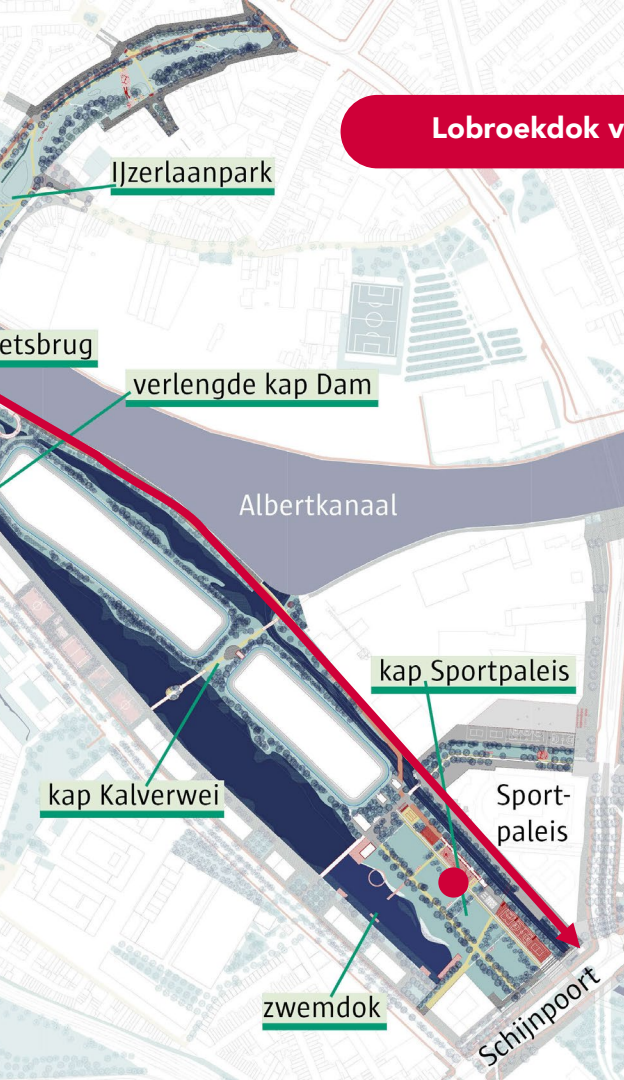 Lobroekdok v
IJzerlaanpark
etsbrug
verlengde kap Dam
Albertkanaal
kap Sportpaleis
kap Kalverwei
Sport-
paleis
zwemdok
Schijnpoort